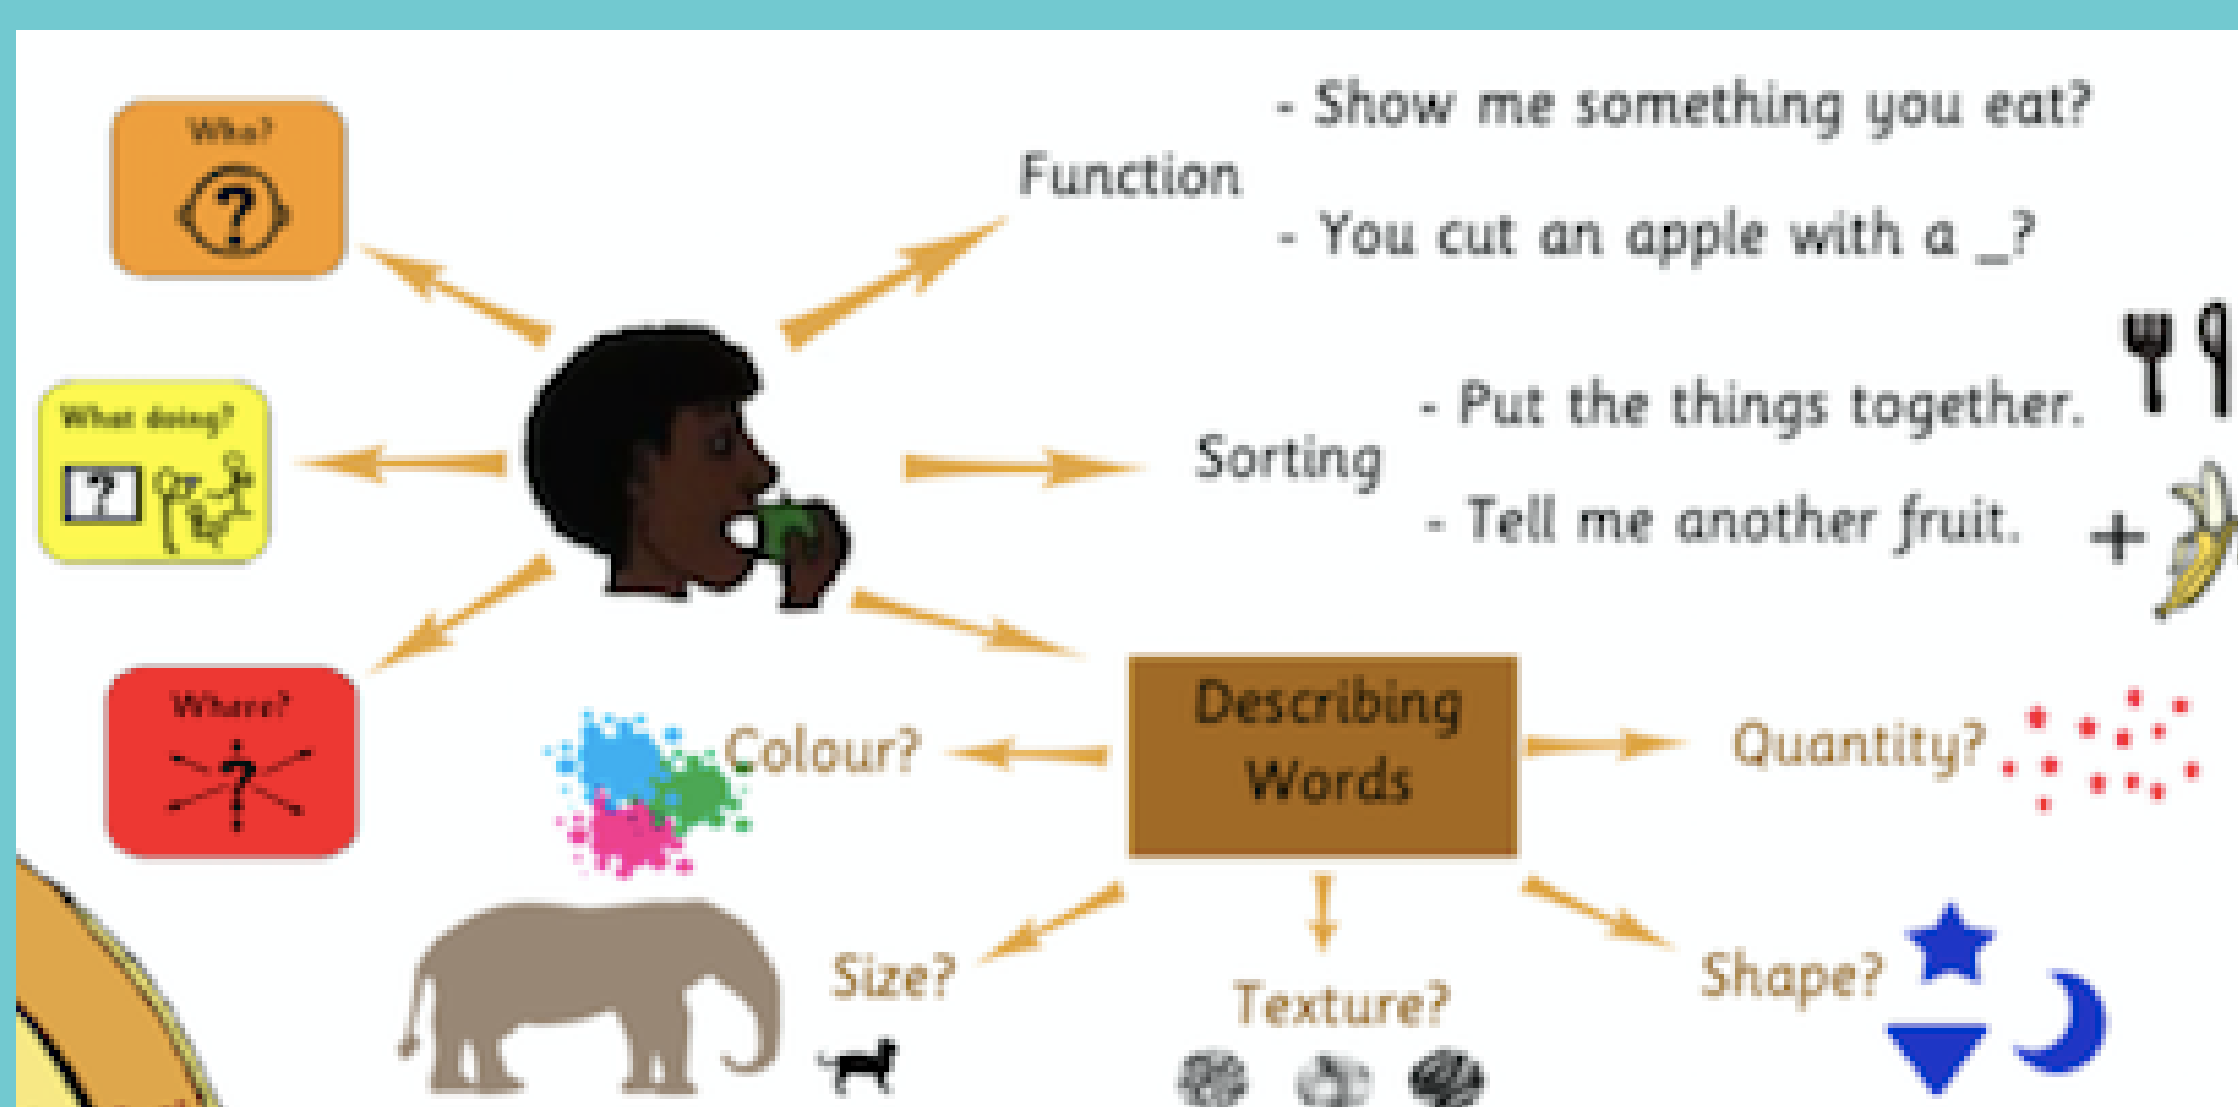 Who?
?
- Show me something you eat?
Function
- You cut an apple with a _?
What doing?
?
- Put the things together.
Sorting
- Tell me another fruit.
+
Where?
?
Describing
Words
Colour?
Quantity?
Size?
Texture?
Shape?